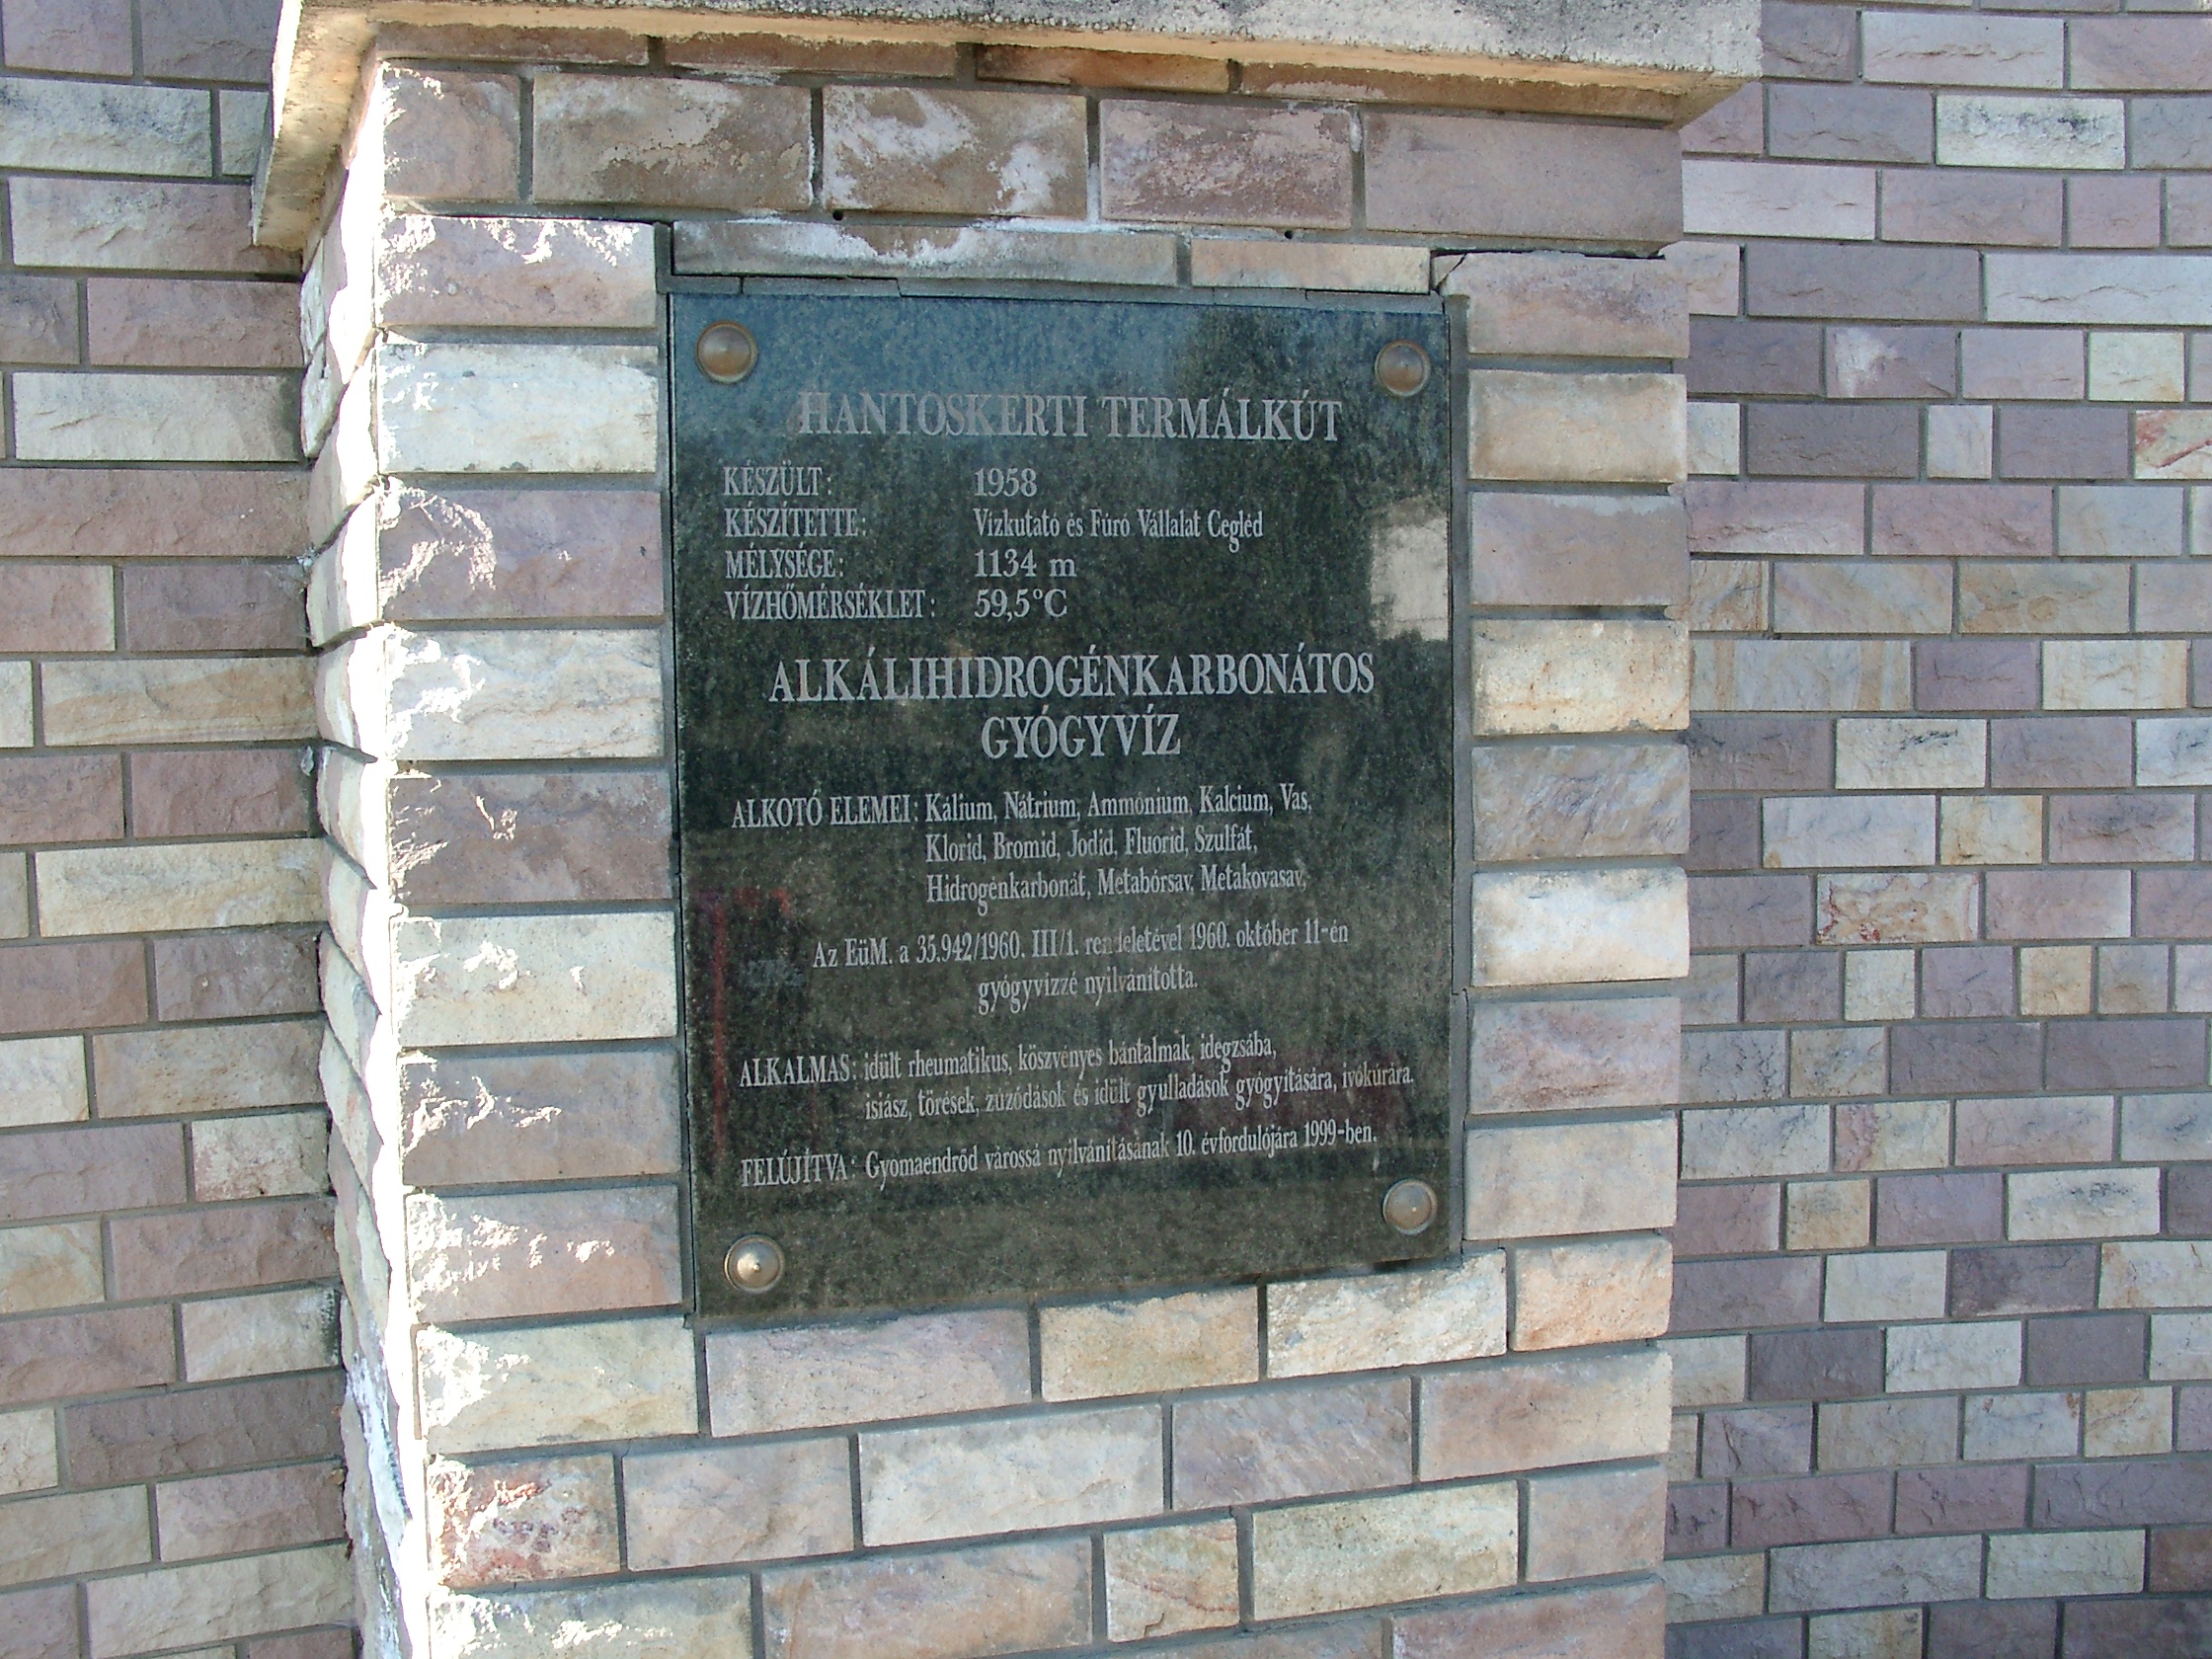 HANTOSKERTI TERMÁLKÚT
KÉSZÜLT: 1958
KÉSZÍTETTE: Vízkutató és Fúró Vállalat Cegléd
MÉLYSÉGE: 1134 m
VÍZHŐMÉRSÉKLET: 59,5°C
ALKÁLIHIDROGÉNKARBONÁTOS
GYÓGYVÍZ
ALKOTÓ ELEMEI: Kálium, Nátrium, Ammónium, Kalcium, Vas,
Klorid, Bromid, Jodid, Fluorid, Szulfát,
Hidrogénkarbonát, Metabórsav, Metakovasav,
Az EüM. a 35.942/1960. III/1. rendeletével 1960. október 11-én
gyógyvízzé nyilvánította.
ALKALMAS: idült rheumatikus, köszvényes bántalmak, idegzsába,
isiász, törések, zúzódások és idült gyulladások gyógyítására, ivókúrára.
FELÚJÍTVA: Gyomaendrőd várossá nyilvánításának 10. évfordulójára 1999-ben.